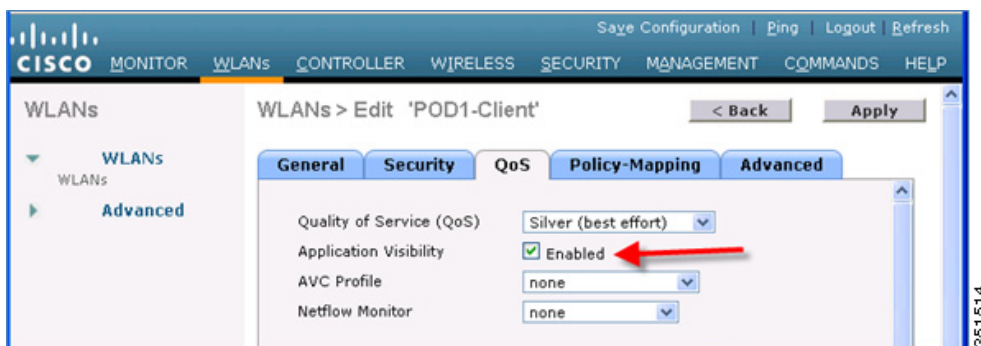 Save Configuration | Ping | Logout | Refresh
CISCO MONITOR WLANs CONTROLLER WIRELESS SECURITY MANAGEMENT COMMANDS HELP
WLANs
WLANs > Edit 'POD1-Client'
< Back
Apply
WLANs
WLANs
Advanced
General Security QoS Policy-Mapping Advanced
Quality of Service (QoS) Silver (best effort)
Application Visibility Enabled
AVC Profile none
Netflow Monitor none
351514